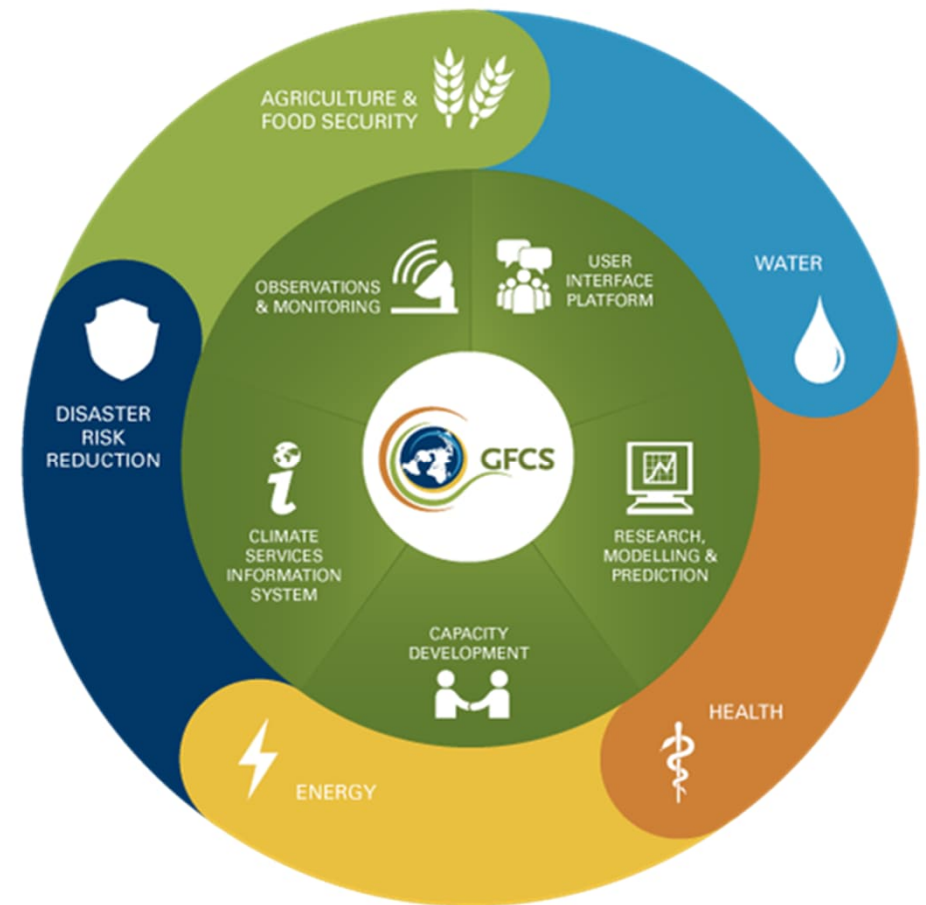 AGRICULTURE &
FOOD SECURITY
WATER
OBSERVATIONS
& MONITORING
USER
INTERFACE
PLATFORM
DISASTER
RISK
REDUCTION
GFCS
CLIMATE
SERVICES
INFORMATION
SYSTEM
RESEARCH,
MODELLING &
PREDICTION
CAPACITY
DEVELOPMENT
HEALTH
ENERGY